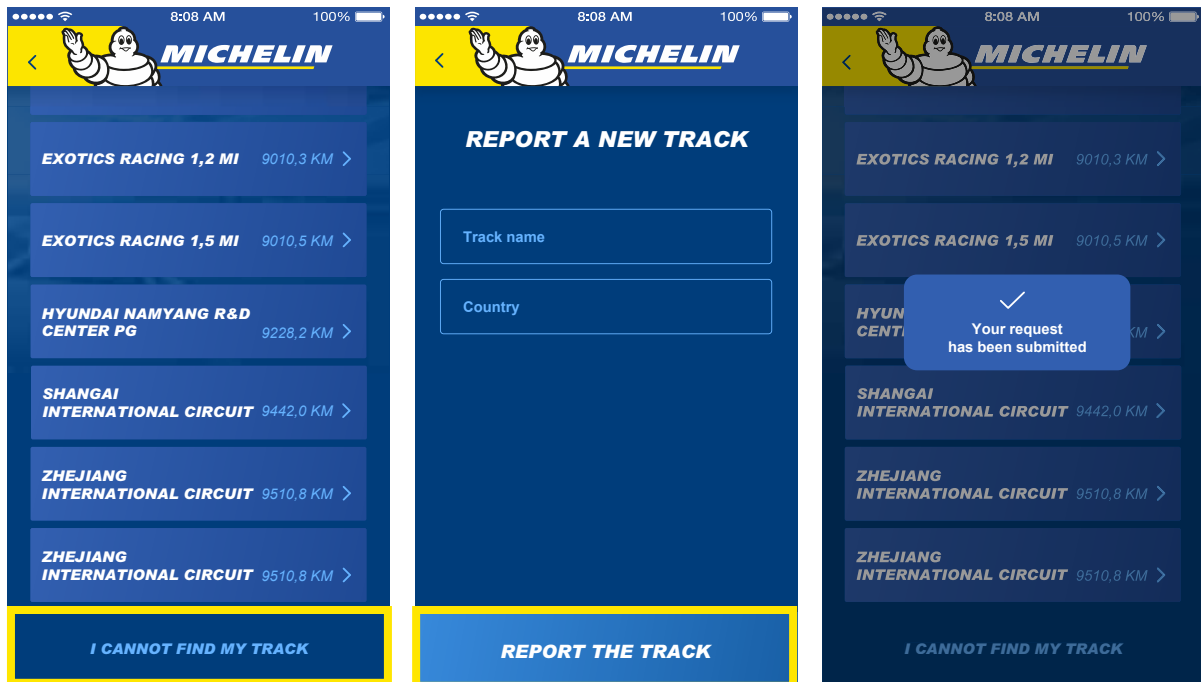 8:08 AM 100%
MICHELIN
EXOTICS RACING 1,2 MI 9010,3 KM
EXOTICS RACING 1,5 MI 9010,5 KM
HYUNDAI NAMYANG R&D
CENTER PG 9228,2 KM
SHANGAI
INTERNATIONAL CIRCUIT 9442,0 KM
ZHEJIANG
INTERNATIONAL CIRCUIT 9510,8 KM
ZHEJIANG
INTERNATIONAL CIRCUIT 9510,8 KM
I CANNOT FIND MY TRACK
8:08 AM 100%
MICHELIN
REPORT A NEW TRACK
Track name
Country
REPORT THE TRACK
8:08 AM 100%
MICHELIN
EXOTICS RACING 1,2 MI 9010,3 KM
EXOTICS RACING 1,5 MI 9010,5 KM
HYUN
CENT KM
Your request
has been submitted
SHANGAI
INTERNATIONAL CIRCUIT 9442,0 KM
ZHEJIANG
INTERNATIONAL CIRCUIT 9510,8 KM
ZHEJIANG
INTERNATIONAL CIRCUIT 9510,8 KM
I CANNOT FIND MY TRACK